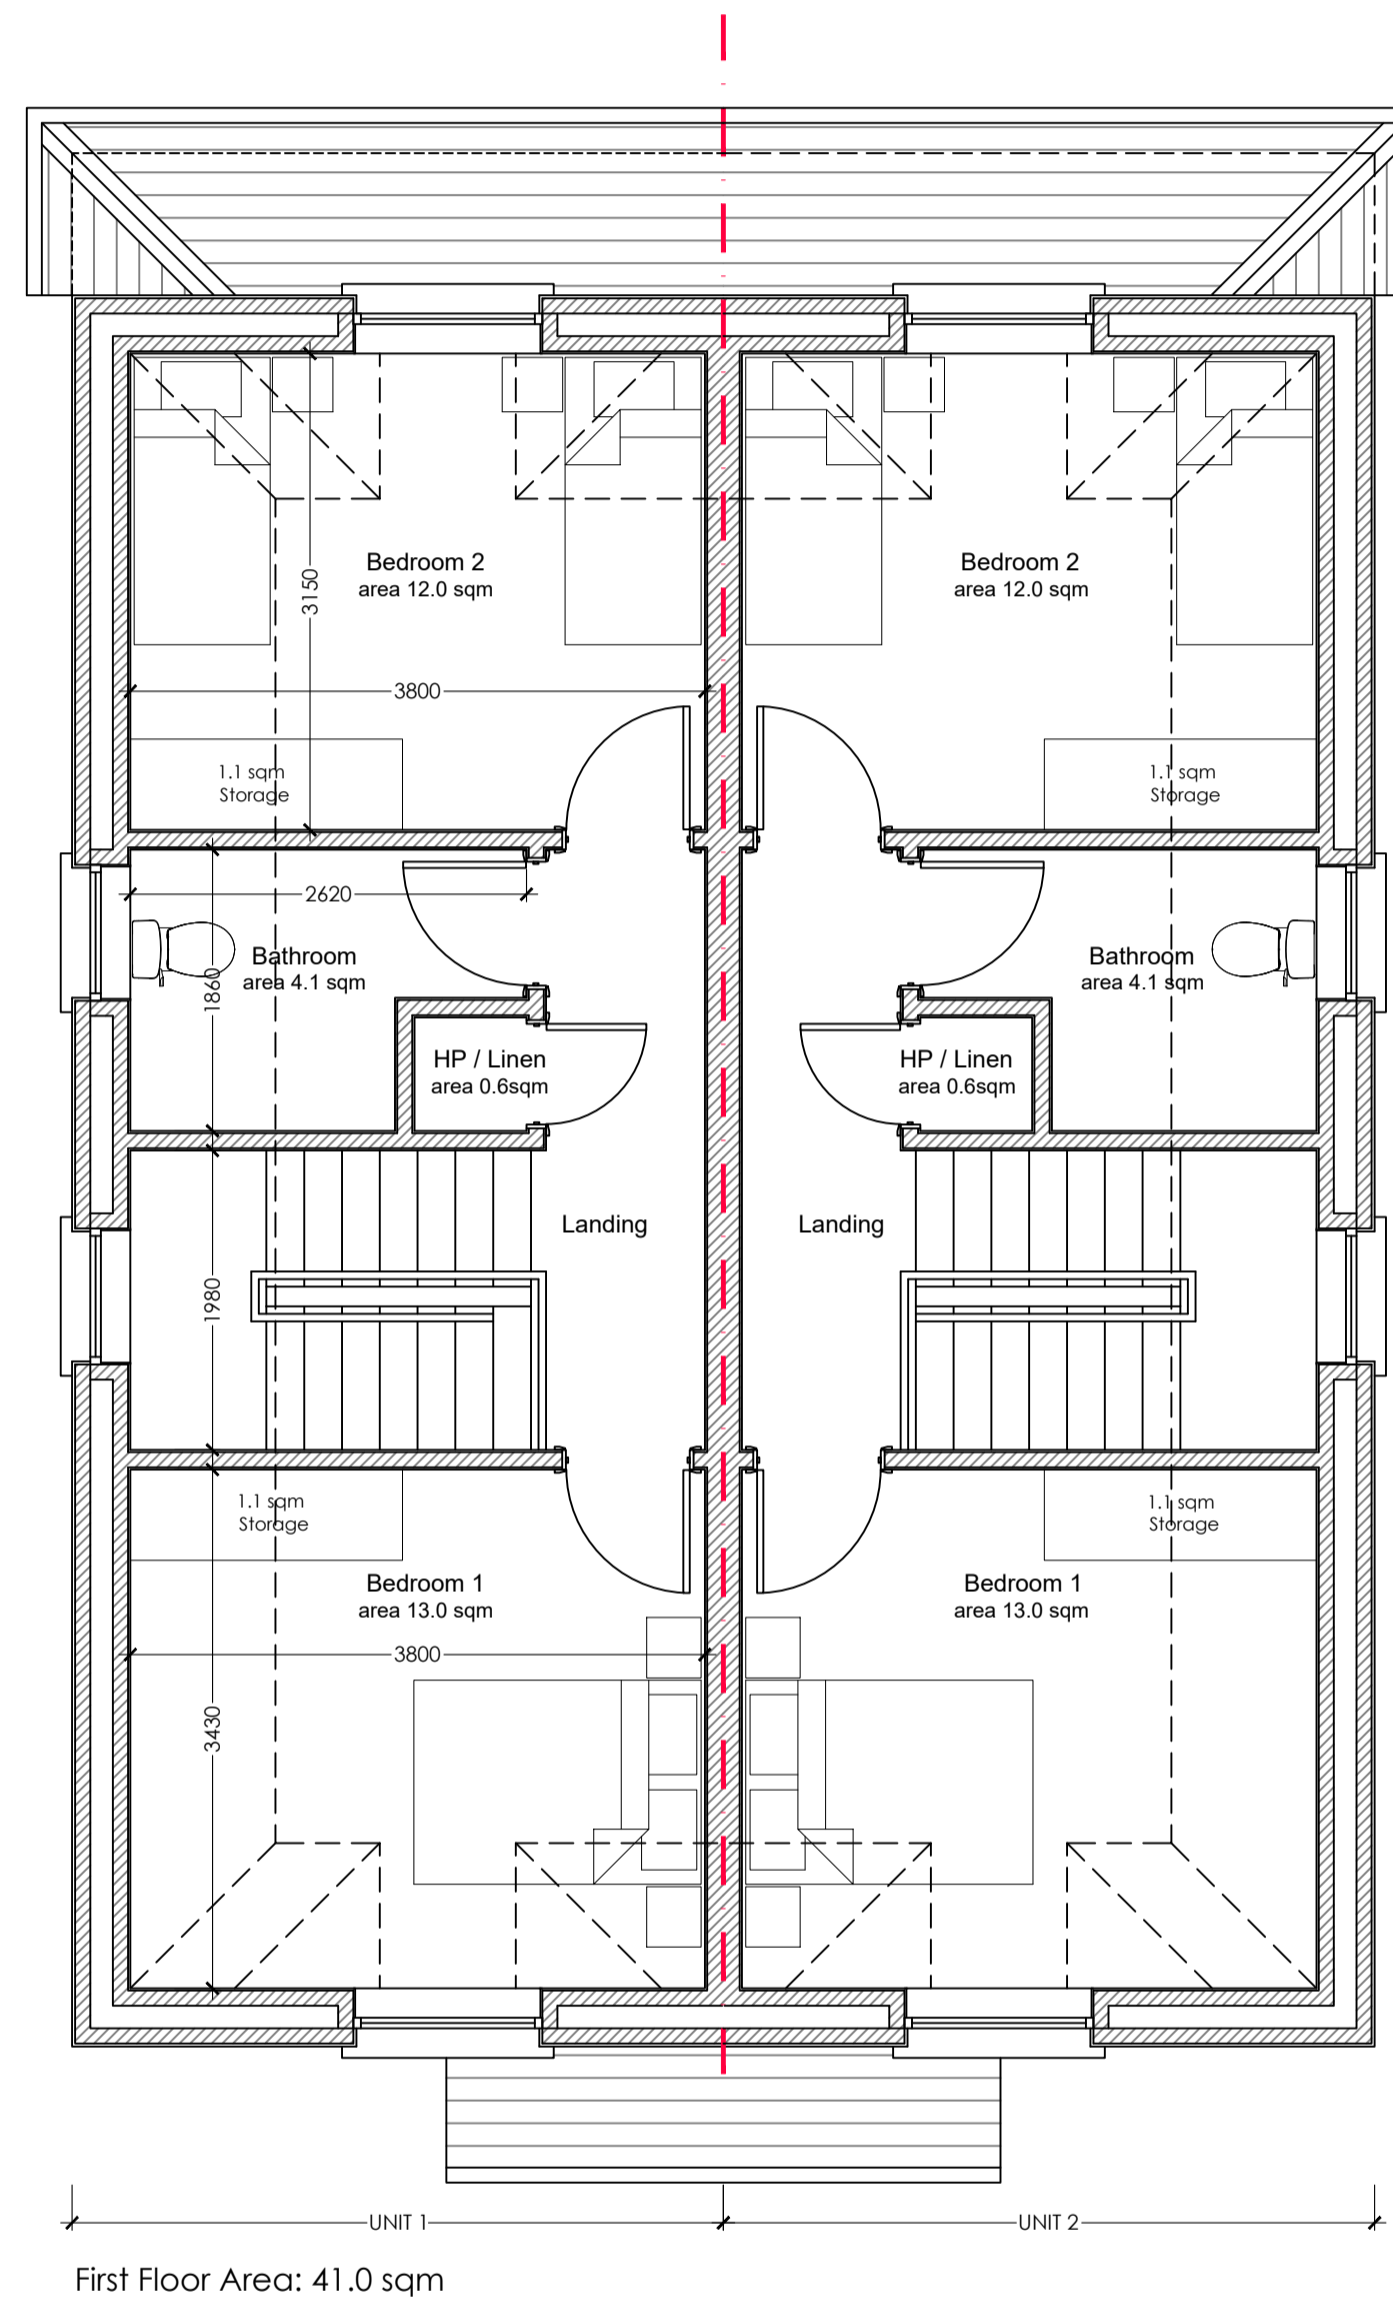 Bedroom 2
area 12.0 sqm
Bedroom 2
area 12.0 sqm
3150
3800
1.1 sqm
Storage
1.1 sqm
Storage
2620
Bathroom
area 4.1 sqm
Bathroom
area 4.1 sqm
1860
HP / Linen
area 0.6sqm
HP / Linen
area 0.6sqm
Landing
Landing
1980
1.1 sqm
Storage
1.1 sqm
Storage
Bedroom 1
area 13.0 sqm
Bedroom 1
area 13.0 sqm
3800
3430
UNIT 1
UNIT 2
First Floor Area: 41.0 sqm